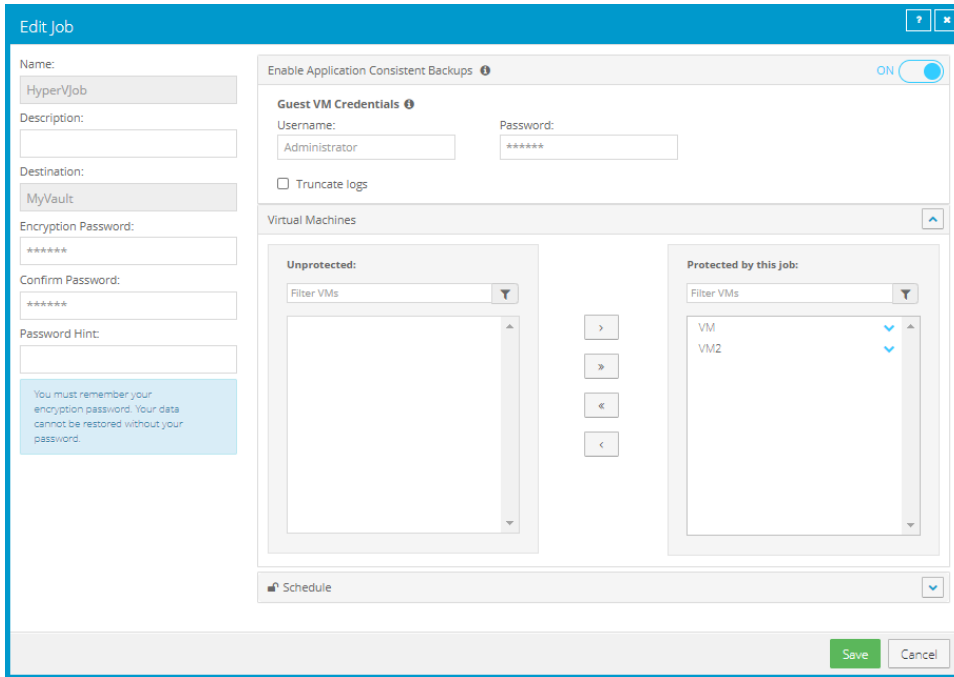 Edit Job
?
Name:
HyperVJob
Description:
Destination:
MyVault
Encryption Password:
******
Confirm Password:
******
Password Hint:
You must remember your
encryption password. Your data
cannot be restored without your
password.
Enable Application Consistent Backups
ON
Guest VM Credentials
Username:
Password:
Administrator
******
Truncate logs
Virtual Machines
Unprotected:
Filter VMs
>
»
«
<
Protected by this job:
Filter VMs
VM
VM2
Schedule
Save
Cancel